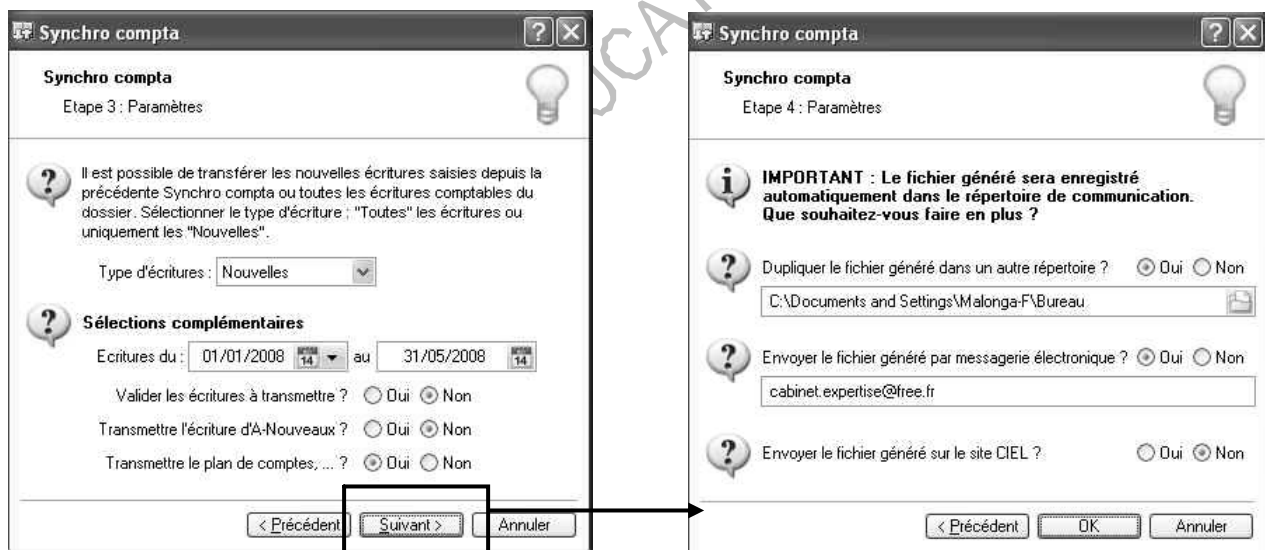 Synchro compta
Synchro compta
Etape 3 : Paramètres
Il est possible de transférer les nouvelles écritures saisies depuis la
précédente Synchro compta ou toutes les écritures comptables du
dossier. Sélectionner le type d'écriture : "Toutes" les écritures ou
uniquement les "Nouvelles".
Type d'écritures : Nouvelles
Sélections complémentaires
Ecritures du : 01/01/2008 14 au 31/05/2008 14
Valider les écritures à transmettre ? Oui Non
Transmettre l'écriture d'A-Nouveaux ? Oui Non
Transmettre le plan de comptes, ... ? Oui Non
< Précédent Suivant > Annuler
Synchro compta
Synchro compta
Etape 4 : Paramètres
IMPORTANT : Le fichier généré sera enregistré
automatiquement dans le répertoire de communication.
Que souhaitez-vous faire en plus ?
Dupliquer le fichier généré dans un autre répertoire ? Oui Non
C:\Documents and Settings\Malonga-F\Bureau
Envoyer le fichier généré par messagerie électronique ? Oui Non
cabinet.expertise@free.fr
Envoyer le fichier généré sur le site CIEL ? Oui Non
< Précédent OK Annuler